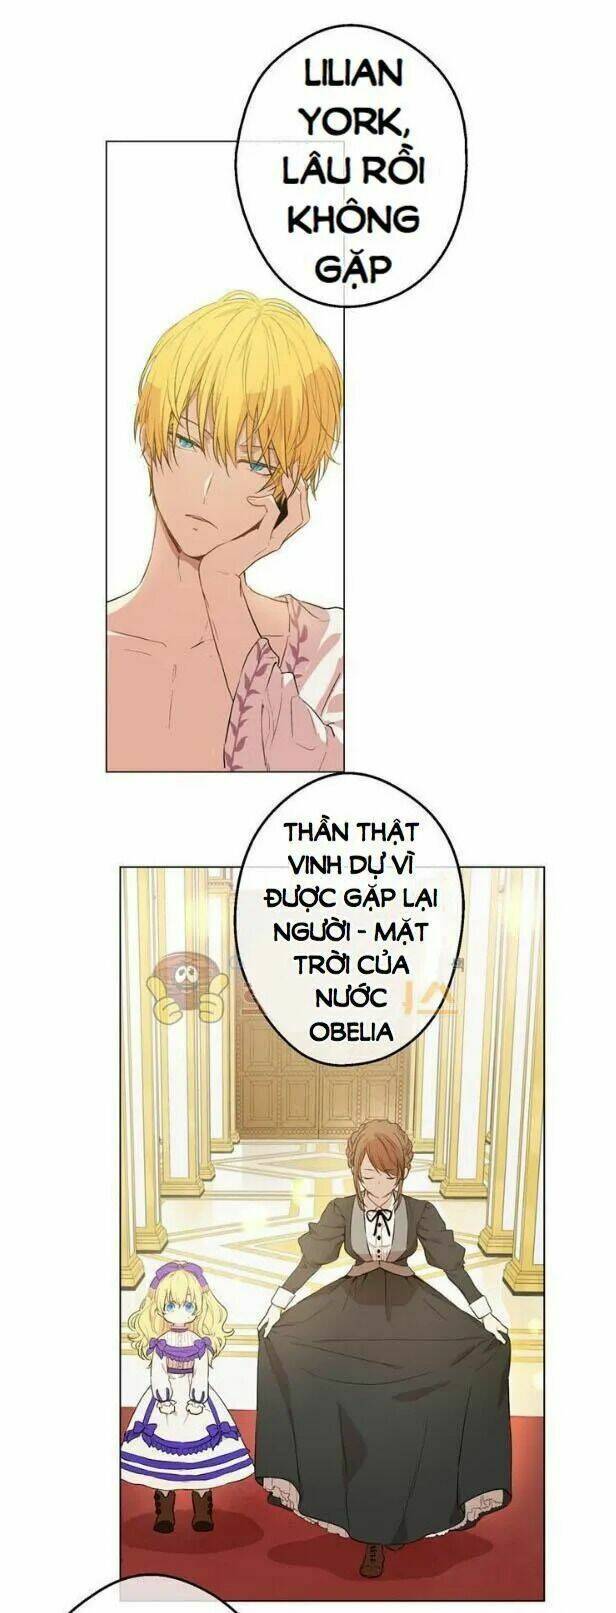 LILIAN
YORK,
LÂU RỒI
KHÔNG
GẶP
THẦN THẬT
VINH DỰ VÌ
ĐƯỢC GẶP LẠI
NGƯỜI - MẶT
TRỜI CỦA
NƯỚC
OBELIA